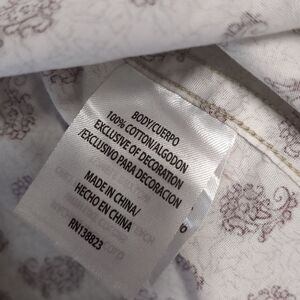 BODY/CUERPO
100% COTTON/ALGODON
EXCLUSIVE OF DECORATION
/EXCLUSIVO PARA DECORACION
MADE IN CHINA/
HECHO EN CHINA
RN138823